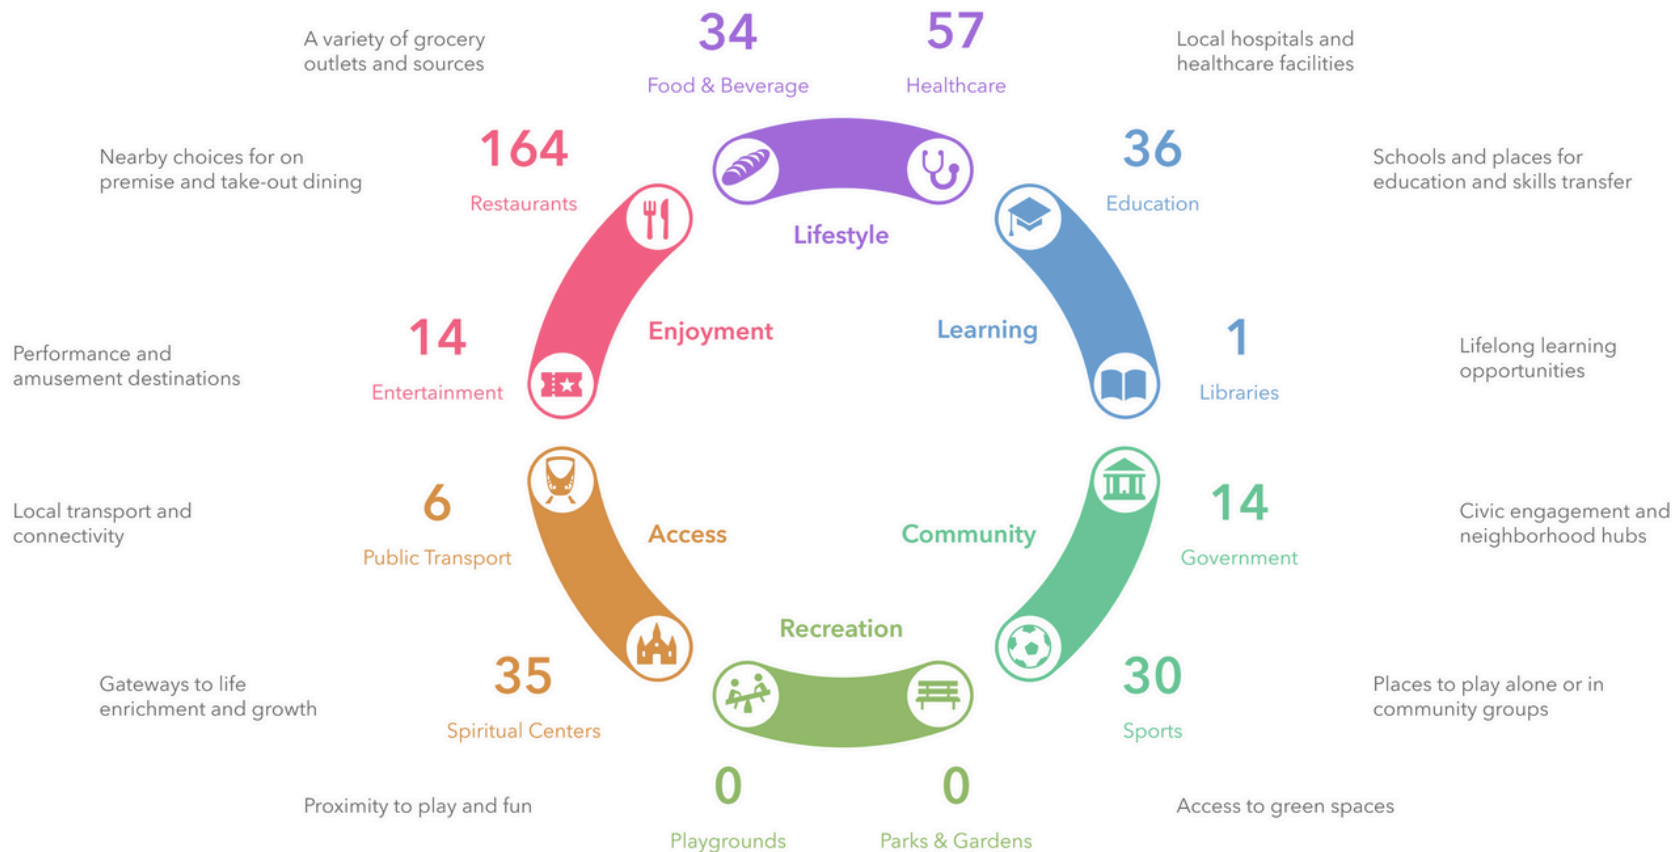 34
57
A variety of grocery
outlets and sources
Food & Beverage
Healthcare
Local hospitals and
healthcare facilities
Nearby choices for on
premise and take-out dining
164
Restaurants
36
Education
Schools and places for
education and skills transfer
Lifestyle
Performance and
amusement destinations
14
Entertainment
Enjoyment
Learning
1
Libraries
Lifelong learning
opportunities
Local transport and
connectivity
6
Public Transport
Access
Community
14
Government
Civic engagement and
neighborhood hubs
Gateways to life
enrichment and growth
35
Spiritual Centers
Recreation
30
Sports
Places to play alone or in
community groups
Proximity to play and fun
0
Playgrounds
0
Parks & Gardens
Access to green spaces